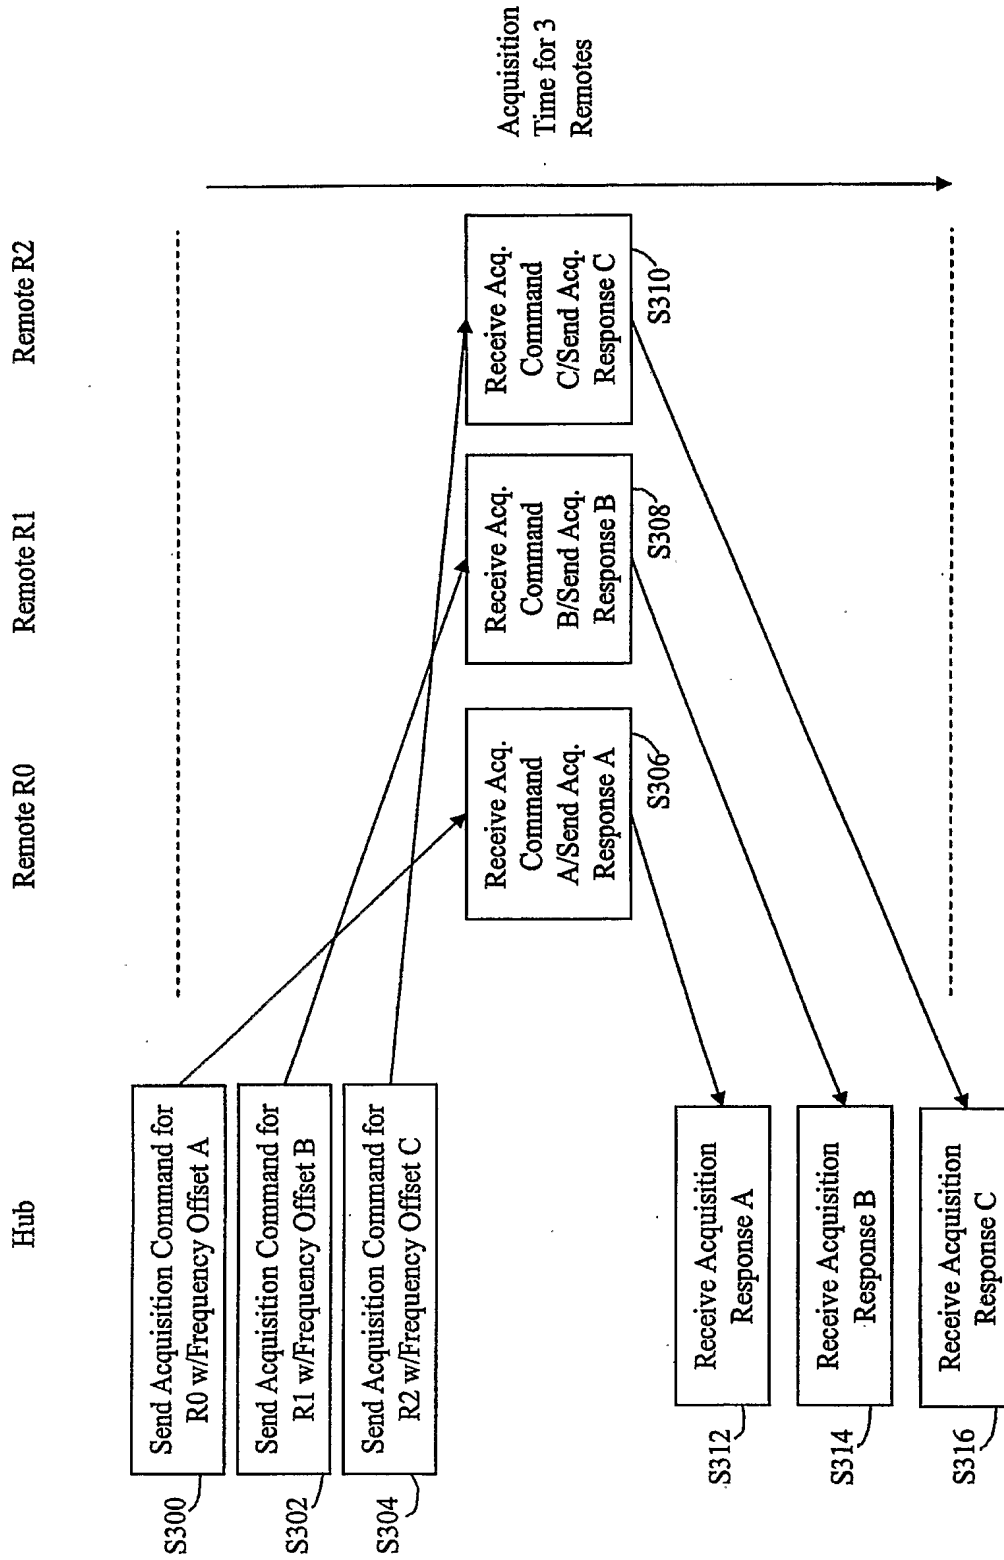 Hub
Remote R0
Remote R1
Remote R2
S300
Send Acquisition Command for
R0 w/Frequency Offset A
S302
Send Acquisition Command for
R1 w/Frequency Offset B
S304
Send Acquisition Command for
R2 w/Frequency Offset C
Receive Acq.
Command
A/Send Acq.
Response A
S306
Receive Acq.
Command
B/Send Acq.
Response B
S308
Receive Acq.
Command
C/Send Acq.
Response C
S310
Acquisition
Time for 3
Remotes
S312
Receive Acquisition
Response A
S314
Receive Acquisition
Response B
S316
Receive Acquisition
Response C